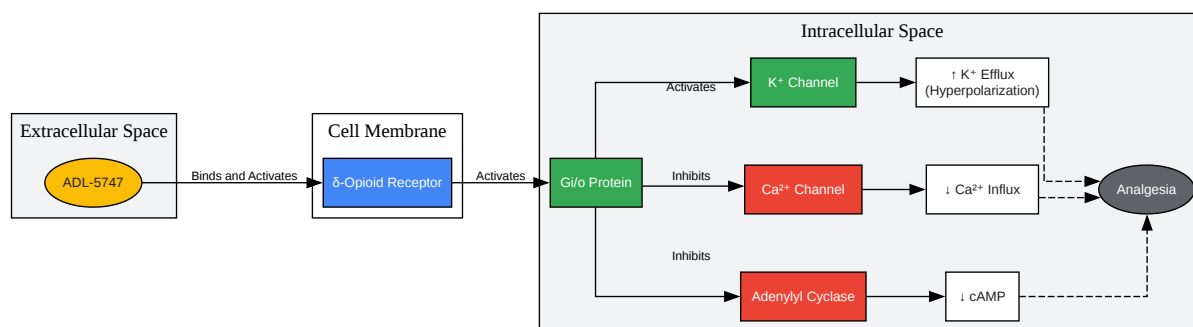 Intracellular Space
K⁺ Channel
↑ K⁺ Efflux
(Hyperpolarization)
Activates
Extracellular Space
Cell Membrane
ADL-5747
Binds and Activates
δ-Opioid Receptor
Activates
Gi/o Protein
Inhibits
Ca²⁺ Channel
↓ Ca²⁺ Influx
Analgesia
Inhibits
Adenylyl Cyclase
↓ cAMP